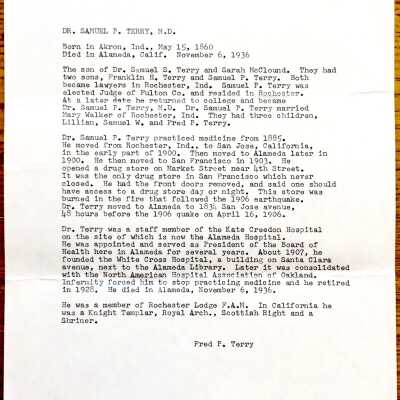 DR. SAMUEL P. TERRY, M.D.
Born in Akron, Ind., May 15, 1860
Died in Alameda, Calif. November 6, 1936
The son of Dr. Samuel S. Terry and Sarah McClound. They had
two sons, Franklin H. Terry and Samuel P. Terry. Both
became lawyers in Rochester, Ind. Samuel P. Terry was
elected Judge of Fulton Co. and resided in Rochester.
At a later date he returned to college and became
Dr. Samuel P. Terry, M.D. Dr. Samuel P. Terry married
Mary Walker of Rochester, Ind. They had three children,
Lillian, Samuel W. and Fred P. Terry.
Dr. Samuel P. Terry practiced medicine from 1885.
He moved from Rochester, Ind., to San Jose, California,
in the early part of 1900. Then moved to Alameda later in
1900. He then moved to San Francisco in 1903. He
opened a drug store on Market Street near 4th Street.
It was the only drug store in San Francisco which never
closed. He had the front doors removed, and said one should
have access to a drug store day or night. This store was
burned in the fire that followed the 1906 earthquake.
Dr. Terry moved to Alameda to 1834 San Jose avenue,
48 hours before the 1906 quake on April 16, 1906.
Dr. Terry was a staff member of the Kate Creedon Hospital
on the site of which is now the Alameda Hospital.
He was appointed and served as President of the Board of
Health here in Alameda for several years. About 1907, he
founded the White Cross Hospital, a building on Santa Clara
avenue, next to the Alameda Library. Later it was consolidated
with the North American Hospital Association of Oakland.
Infermity forced him to stop practicing medicine and he retired
in 1928. He died in Alameda, November 6, 1936.
He was a member of Rochester Lodge F.A.M. In California he
was a Knight Templar, Royal Arch., Scottish Right and a
Shriner.
Fred P. Terry